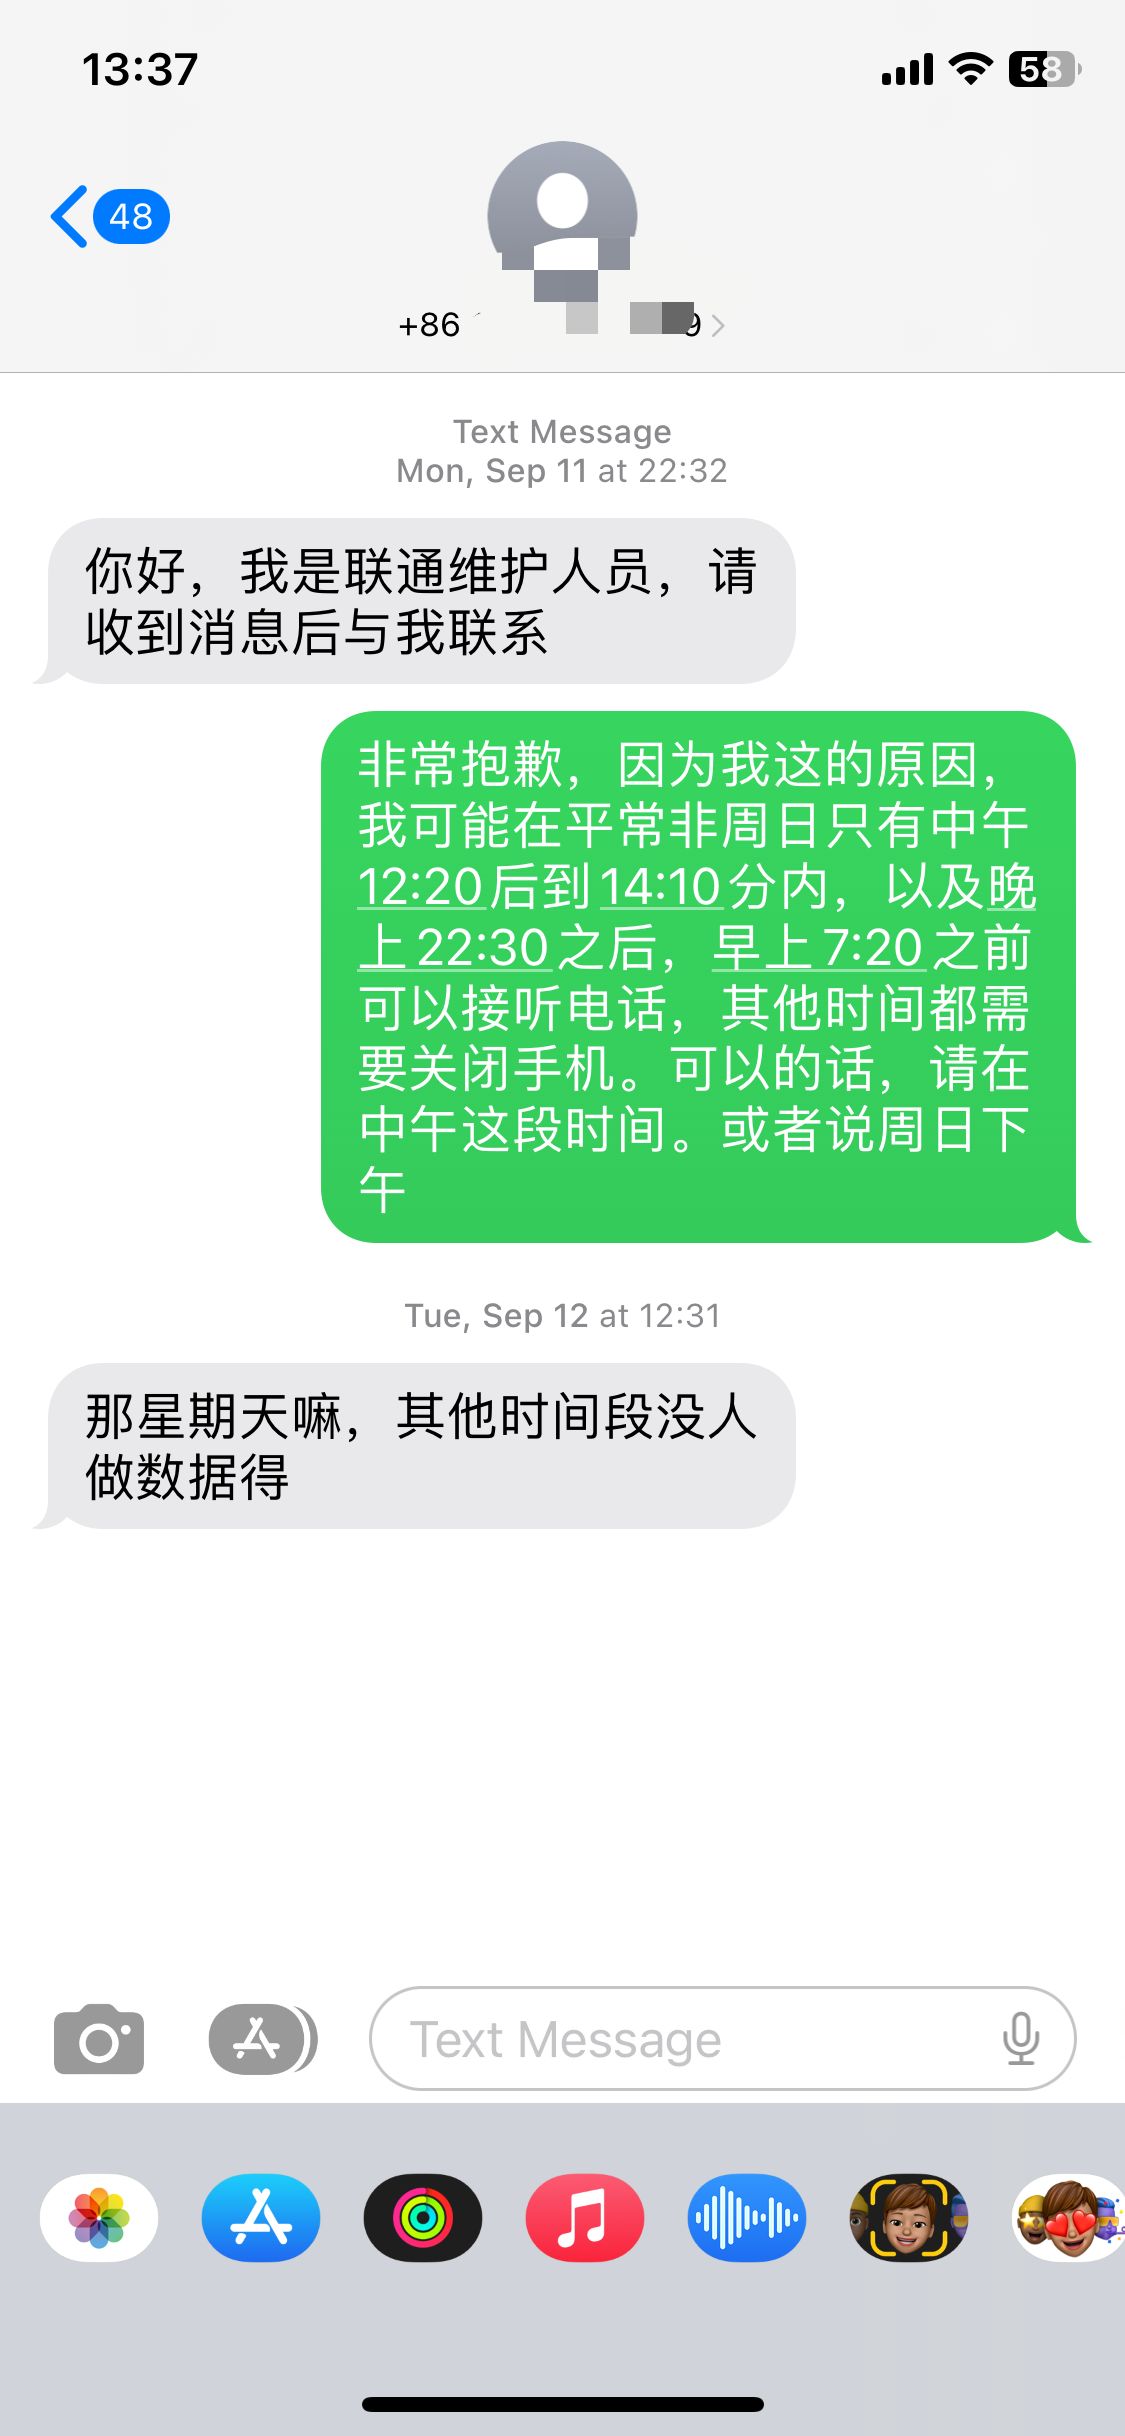 13:37
58
48
+86
9
Text Message
Mon, Sep 11 at 22:32
你好，我是联通维护人员，请
收到消息后与我联系
非常抱歉，因为我这的原因，
我可能在平常非周日只有中午
12:20后到14:10分内，以及晚
上22:30之后，早上7:20之前
可以接听电话，其他时间都需
要关闭手机。可以的话，请在
中午这段时间。或者说周日下
午
Tue, Sep 12 at 12:31
那星期天嘛，其他时间段没人
做数据得
Text Message